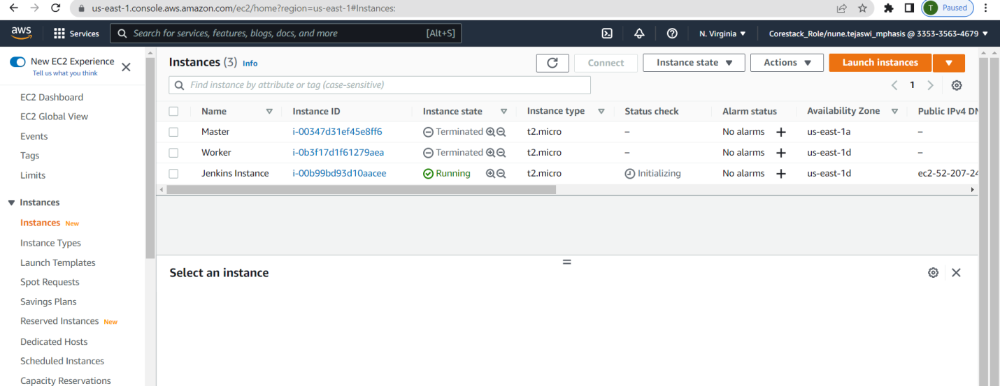 us-east-1.console.aws.amazon.com/ec2/home?region=us-east-1#Instances:
T Paused
aws Services Search for services, features, blogs, docs, and more [Alt+S] N. Virginia Corestack_Role/nune.tejaswi_mphasis @ 3353-3563-4679
New EC2 Experience
Tell us what you think
EC2 Dashboard
EC2 Global View
Events
Tags
Limits
Instances
Instances New
Instance Types
Launch Templates
Spot Requests
Savings Plans
Reserved Instances New
Dedicated Hosts
Scheduled Instances
Capacity Reservations
Instances (3) Info Connect Instance state Actions Launch instances
Find instance by attribute or tag (case-sensitive) 1
Name Instance ID Instance state Instance type Status check Alarm status Availability Zone Public IPv4 DN
Master i-00347d31ef45e8ff6 Terminated t2.micro – No alarms + us-east-1a –
Worker i-0b3f17d1f61279aea Terminated t2.micro – No alarms + us-east-1d –
Jenkins Instance i-00b99bd93d10aacee Running t2.micro Initializing No alarms + us-east-1d ec2-52-207-24
Select an instance